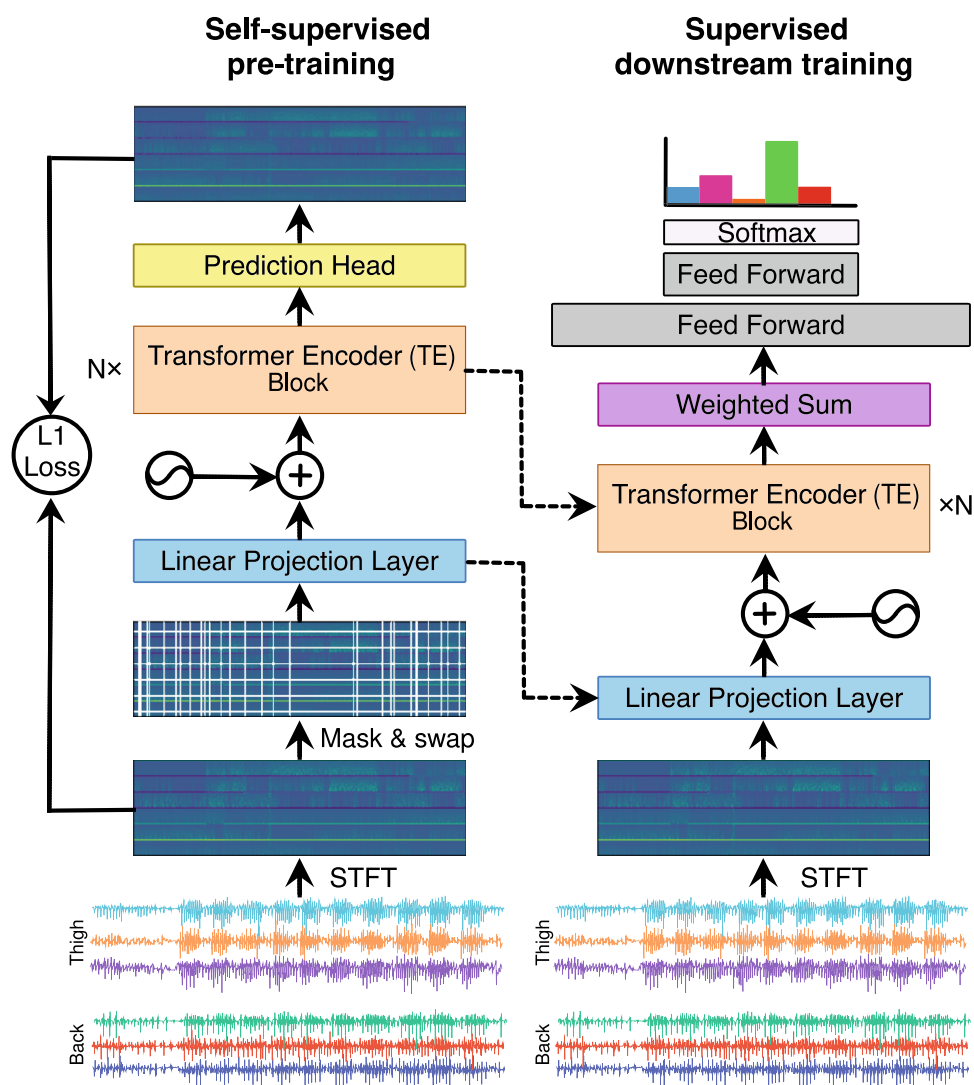 Self-supervised
pre-training
Prediction Head
Transformer Encoder (TE)
Block
N×
L1
Loss
Linear Projection Layer
Mask & swap
STFT
Thigh
Back
Supervised
downstream training
Softmax
Feed Forward
Feed Forward
Weighted Sum
Transformer Encoder (TE)
Block
×N
Linear Projection Layer
STFT
Thigh
Back